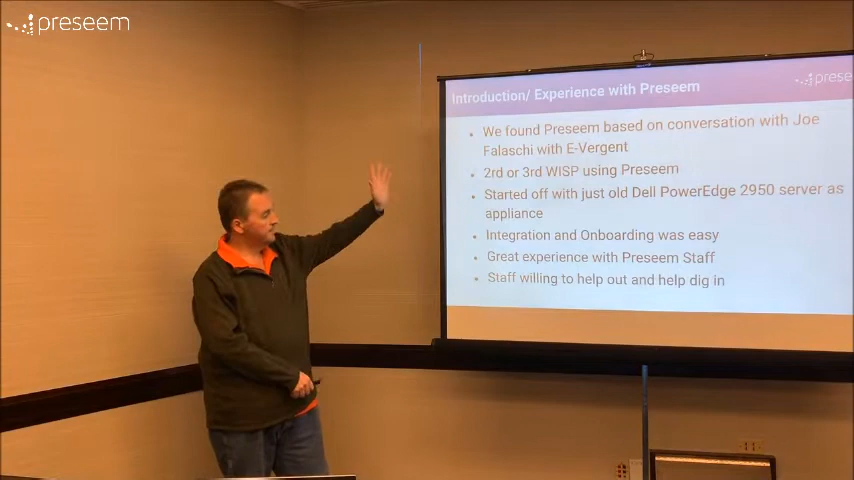 preseem
preseem
Introduction/ Experience with Preseem
We found Preseem based on conversation with Joe
Falaschi with E-Vergent
2rd or 3rd WISP using Preseem
Started off with just old Dell PowerEdge 2950 server as
appliance
Integration and Onboarding was easy
Great experience with Preseem Staff
Staff willing to help out and help dig in